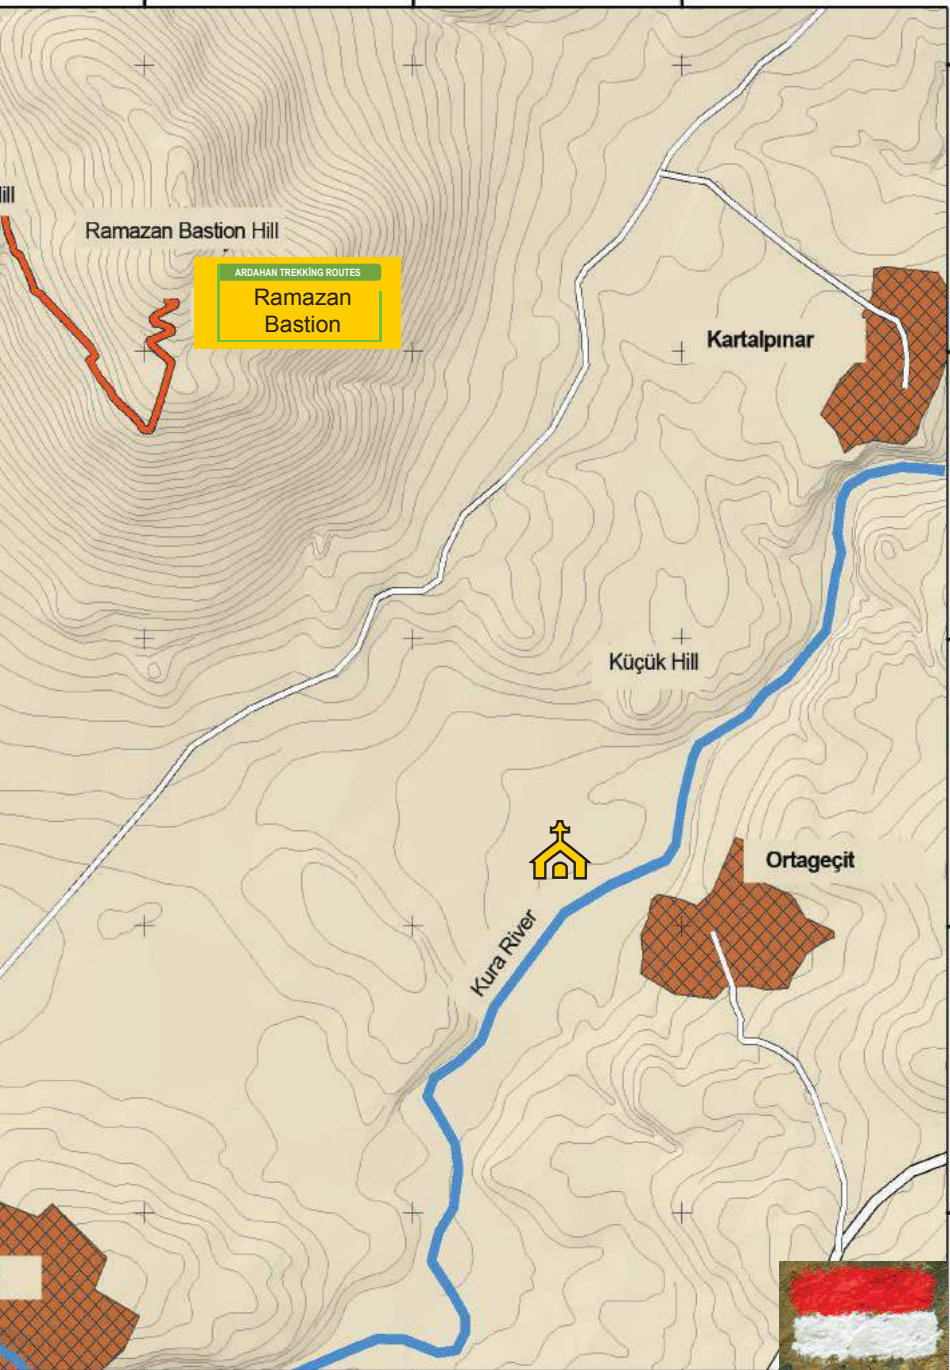 Ramazan Bastion Hill
ARDAHAN TREKKİNG ROUTES
Ramazan
Bastion
Kartalpınar
Küçük Hill
Ortageçit
Kura River